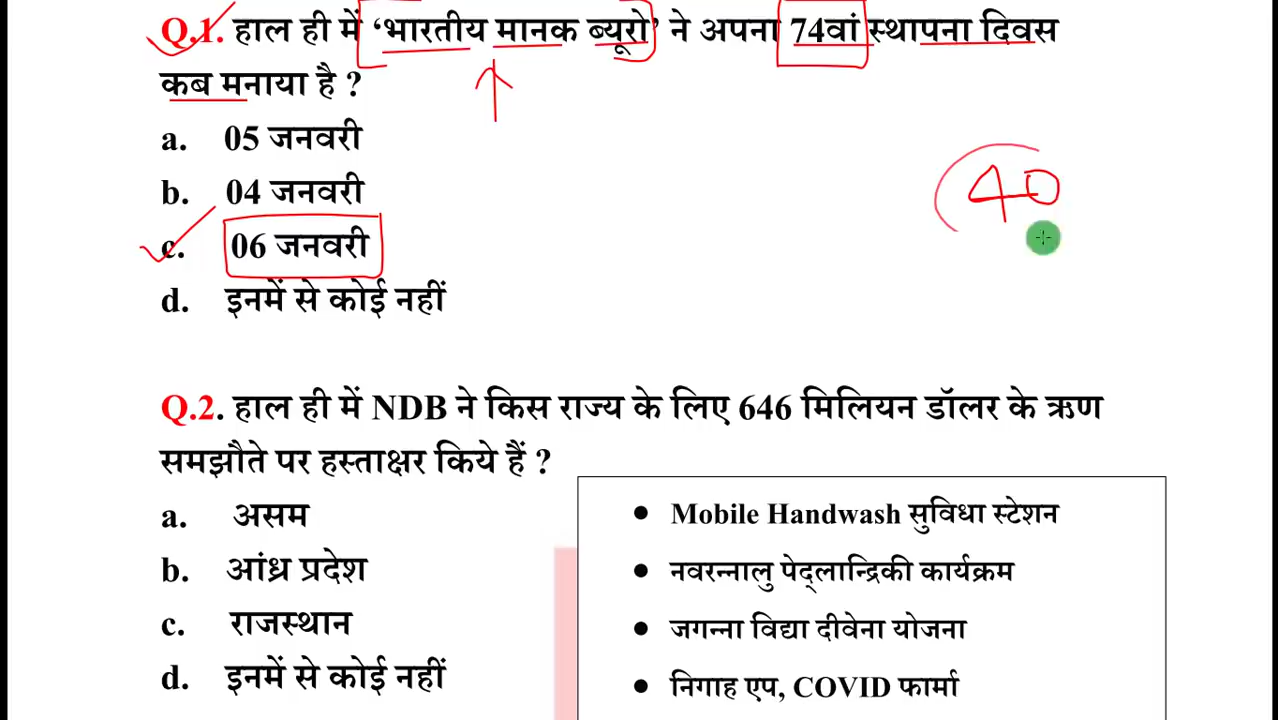 Q.1. हाल ही में ‘भारतीय मानक ब्यूरो’ ने अपना 74वां स्थापना दिवस
कब मनाया है ?
a. 05 जनवरी
b. 04 जनवरी
c. 06 जनवरी
d. इनमें से कोई नहीं
40
Q.2. हाल ही में NDB ने किस राज्य के लिए 646 मिलियन डॉलर के ऋण
समझौते पर हस्ताक्षर किये हैं ?
a. असम
b. आंध्र प्रदेश
c. राजस्थान
d. इनमें से कोई नहीं
• Mobile Handwash सुविधा स्टेशन
• नवरन्नालु पेद्लान्द्रिकी कार्यक्रम
• जगन्ना विद्या दीवेना योजना
• निगाह एप, COVID फार्मा